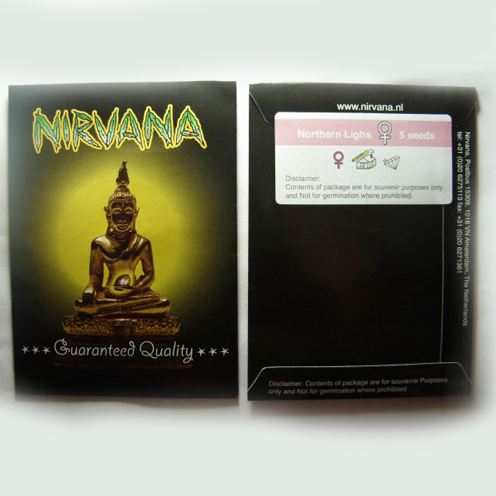 NIRVANA
★★★ Guaranteed Quality ★★★
www.nirvana.nl
Northern Lighs ♀ 5 seeds
♀
Disclaimer:
Contents of package are for souvenir purposes only
and Not for germination where prohibited.
Nirvana, Postbus 15309, 1018 VN Amsterdam, The Netherlands
tel: +31 (0)20 6275113 fax: +31 (0)20 6271361
Disclaimer: Contents of package are for souvenir Purposes
only and Not for germination where prohibited